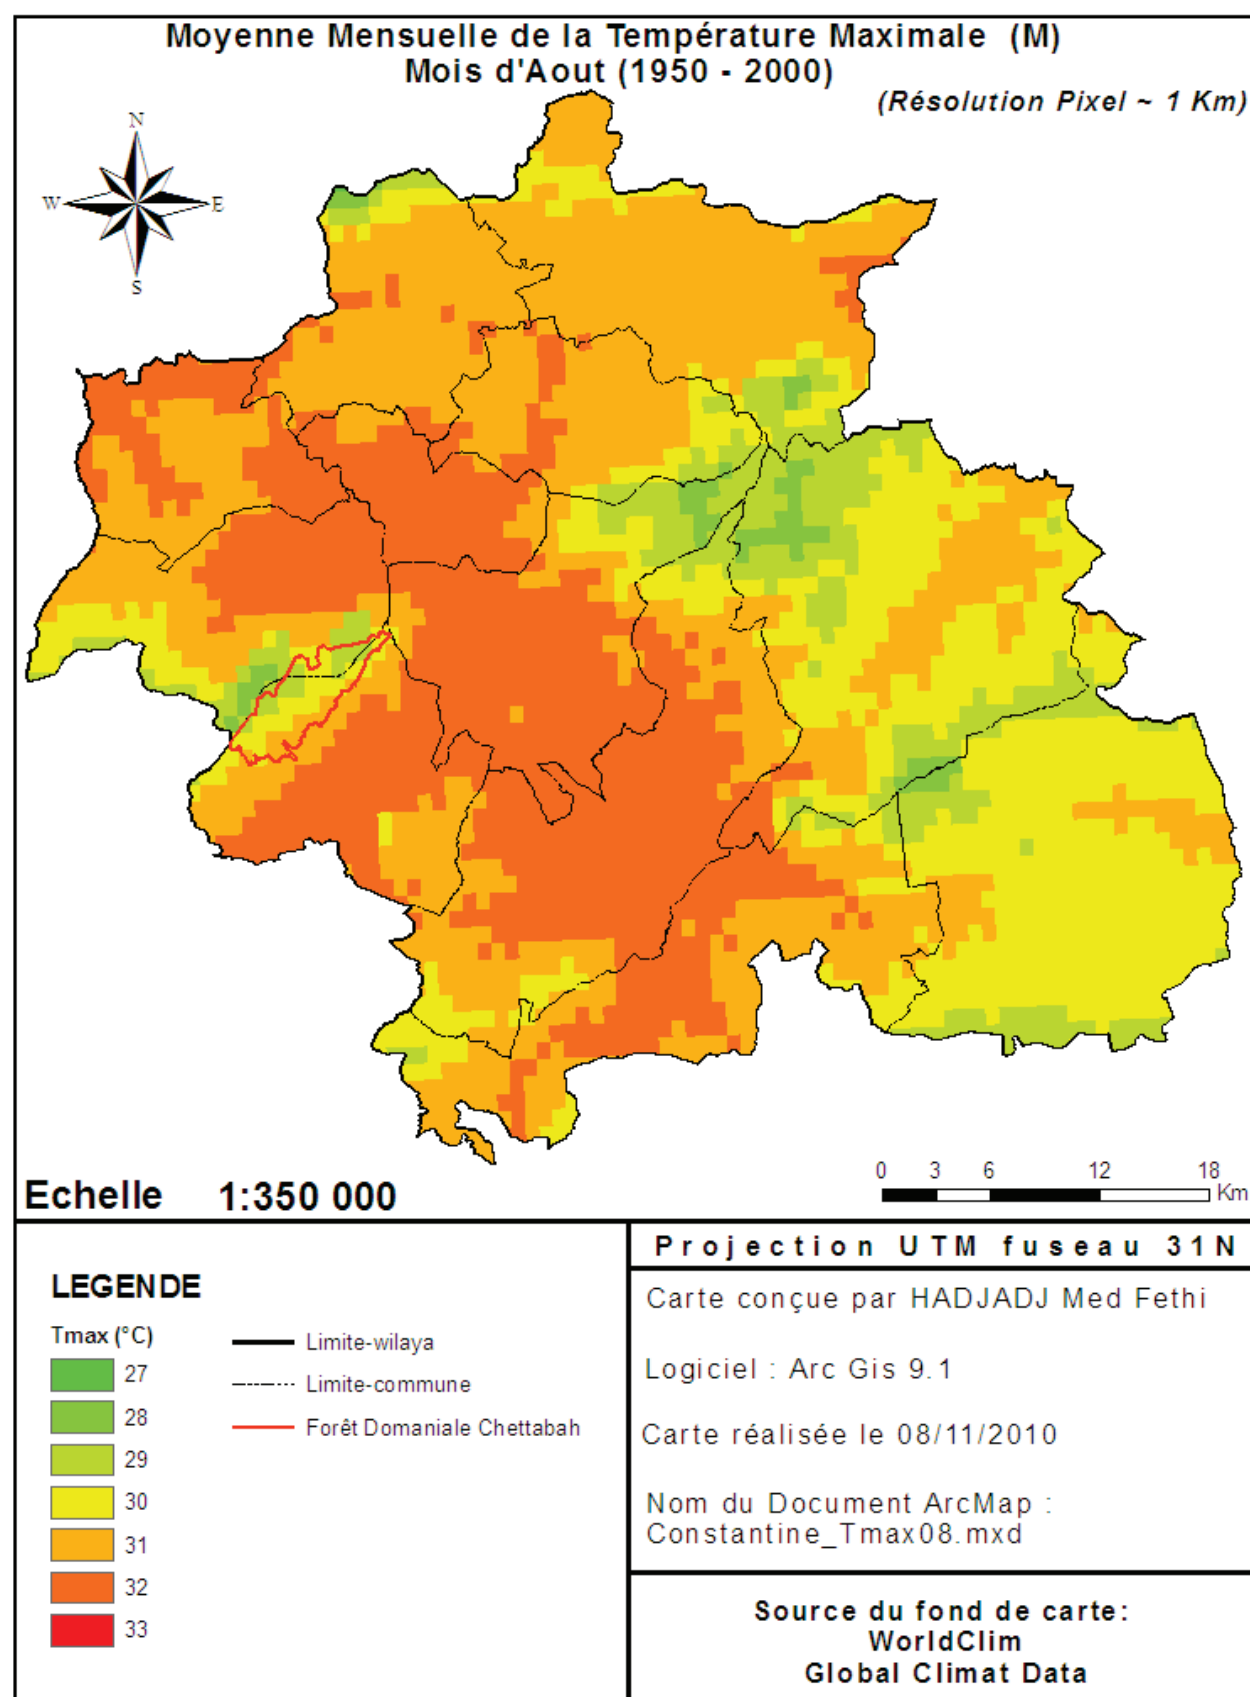 Moyenne Mensuelle de la Température Maximale (M)
Mois d'Aout (1950 - 2000)
(Résolution Pixel ~ 1 Km)
N
W
E
S
Echelle 1:350 000
0 3 6 12 18
Km
LEGENDE
Tmax (°C)
27
28
29
30
31
32
33
Limite-wilaya
Limite-commune
Forêt Domaniale Chettabah
Projection UTM fuseau 31N
Carte conçue par HADJADJ Med Fethi
Logiciel : Arc Gis 9.1
Carte réalisée le 08/11/2010
Nom du Document ArcMap :
Constantine_Tmax08.mxd
Source du fond de carte:
WorldClim
Global Climat Data